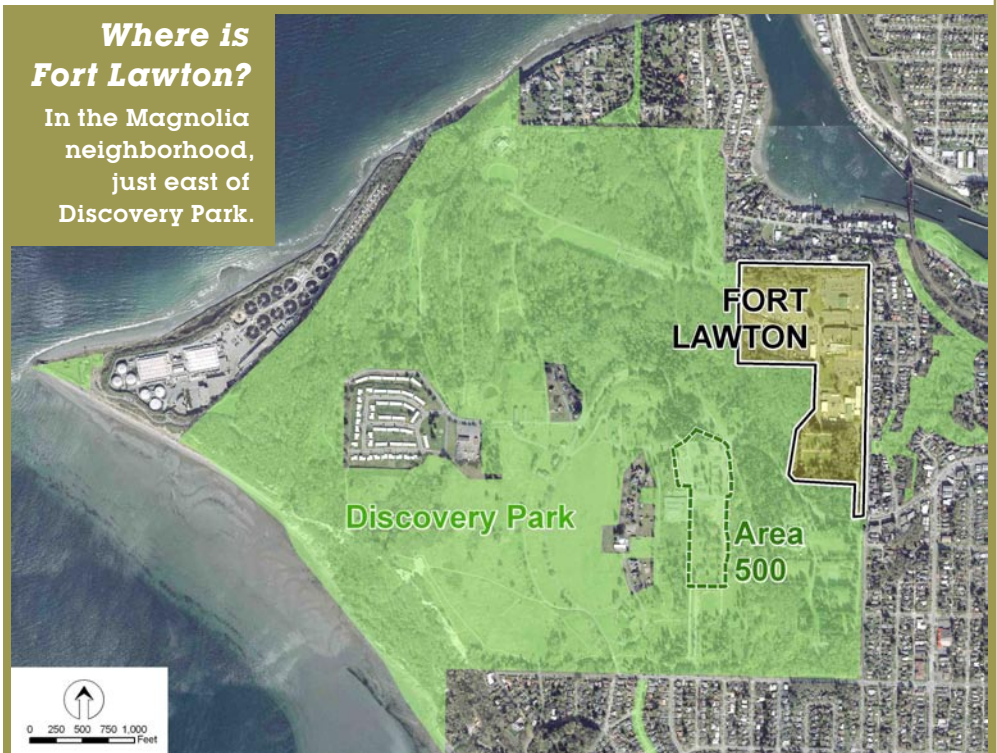 Where is
Fort Lawton?
In the Magnolia
neighborhood,
just east of
Discovery Park.
FORT
LAWTON
Discovery Park
Area
500
0 250 500 750 1,000
Feet